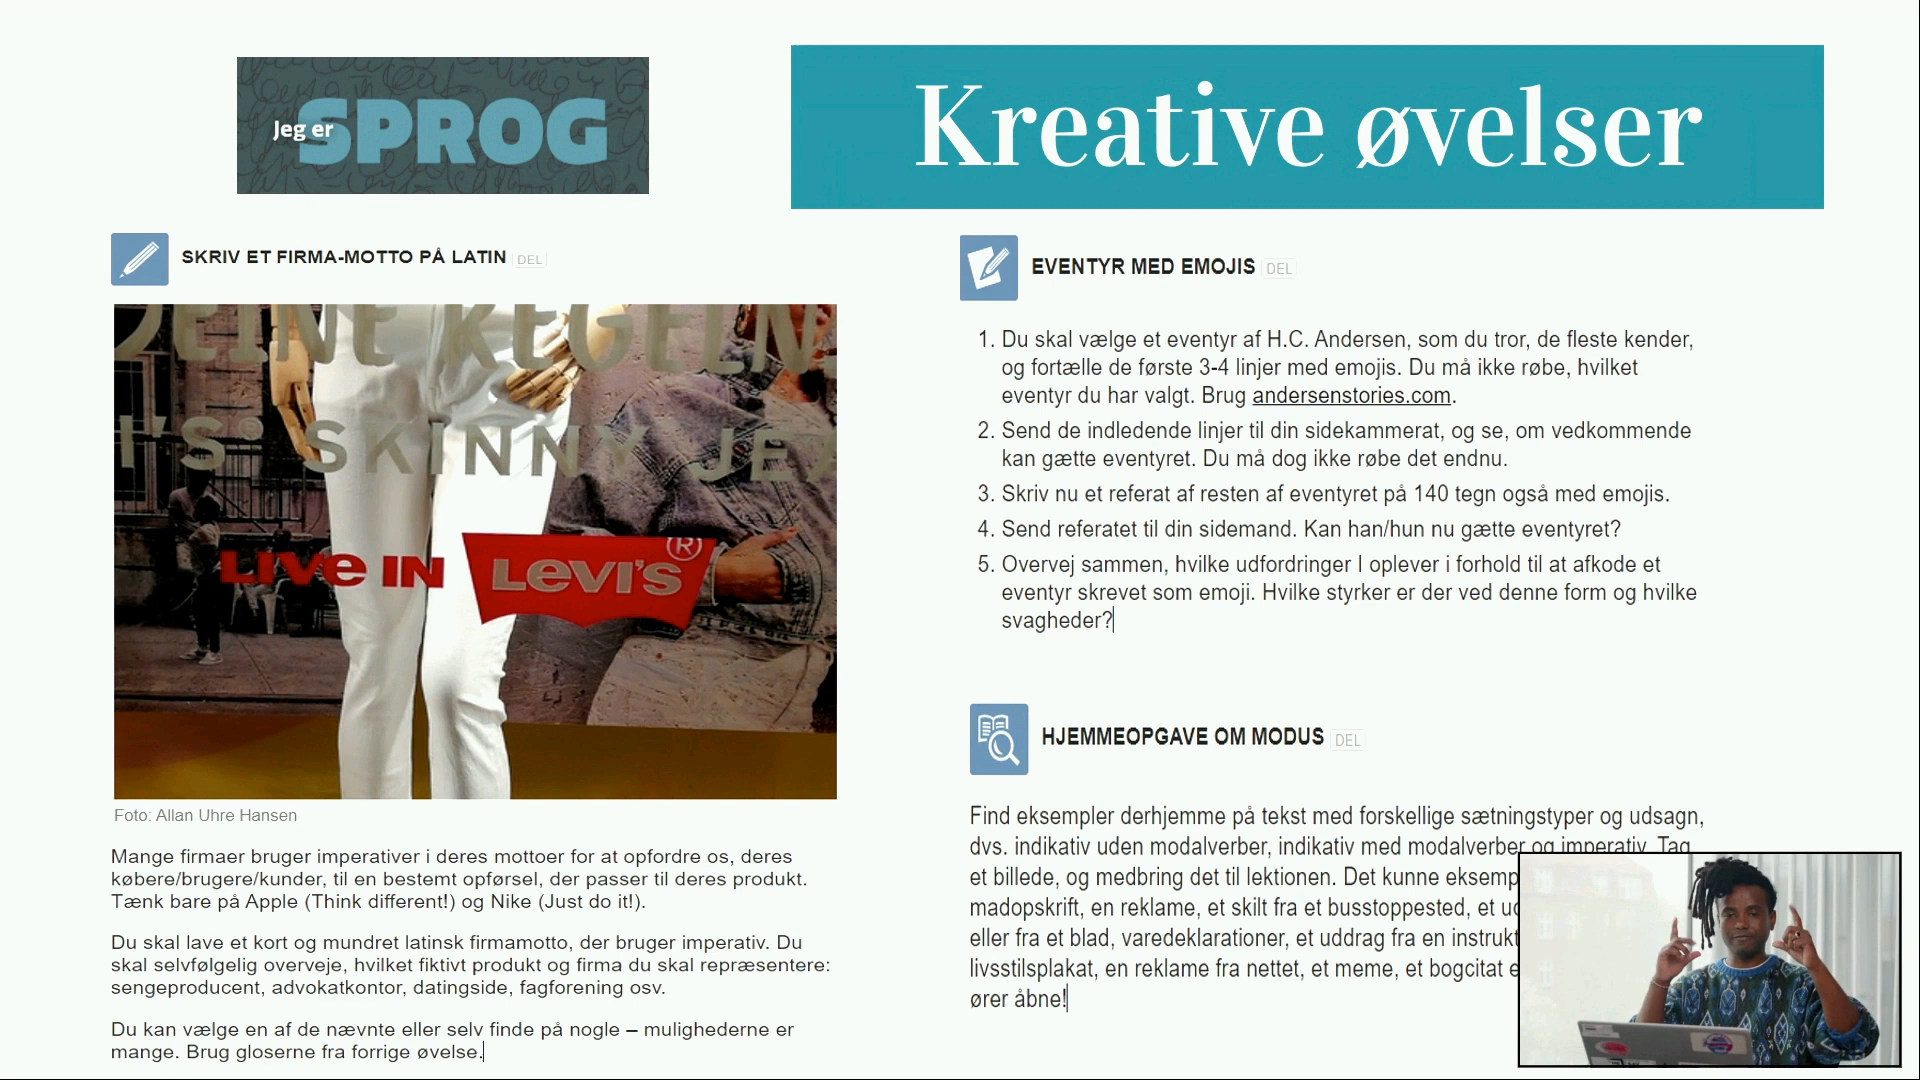 Jeg er SPROG
Kreative øvelser
SKRIV ET FIRMA-MOTTO PÅ LATIN DEL
DEINE KEGELN
I'S® SKINNY JEA
LIVE IN LEVI'S ®
Foto: Allan Uhre Hansen
Mange firmaer bruger imperativer i deres mottoer for at opfordre os, deres
købere/brugere/kunder, til en bestemt opførsel, der passer til deres produkt.
Tænk bare på Apple (Think different!) og Nike (Just do it!).
Du skal lave et kort og mundret latinsk firmamotto, der bruger imperativ. Du
skal selvfølgelig overveje, hvilket fiktivt produkt og firma du skal repræsentere:
sengeproducent, advokatkontor, datingside, fagforening osv.
Du kan vælge en af de nævnte eller selv finde på nogle – mulighederne er
mange. Brug gloserne fra forrige øvelse.
EVENTYR MED EMOJIS DEL
1. Du skal vælge et eventyr af H.C. Andersen, som du tror, de fleste kender,
og fortælle de første 3-4 linjer med emojis. Du må ikke røbe, hvilket
eventyr du har valgt. Brug andersenstories.com.
2. Send de indledende linjer til din sidekammerat, og se, om vedkommende
kan gætte eventyret. Du må dog ikke røbe det endnu.
3. Skriv nu et referat af resten af eventyret på 140 tegn også med emojis.
4. Send referatet til din sidemand. Kan han/hun nu gætte eventyret?
5. Overvej sammen, hvilke udfordringer I oplever i forhold til at afkode et
eventyr skrevet som emoji. Hvilke styrker er der ved denne form og hvilke
svagheder?
HJEMMEOPGAVE OM MODUS DEL
Find eksempler derhjemme på tekst med forskellige sætningstyper og udsagn,
dvs. indikativ uden modalverber, indikativ med modalverber og imperativ. Tag
et billede, og medbring det til lektionen. Det kunne eksemp
madopskrift, en reklame, et skilt fra et busstoppested, et
eller fra et blad, varedeklarationer, et uddrag fra en instrukt
livsstilsplakat, en reklame fra nettet, et meme, et bogcitat
ører åbne!